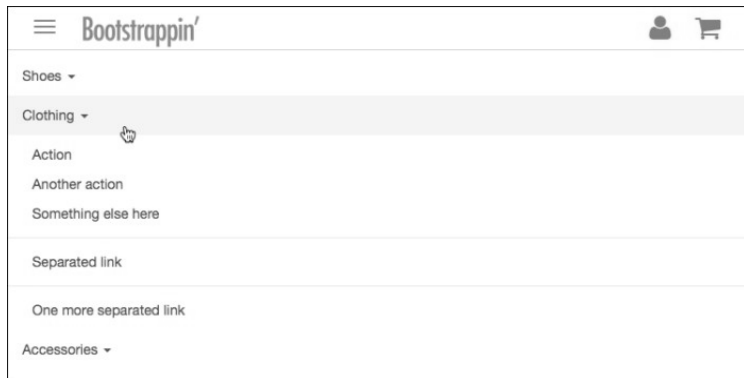 Bootstrappin'
Shoes
Clothing
Action
Another action
Something else here
Separated link
One more separated link
Accessories